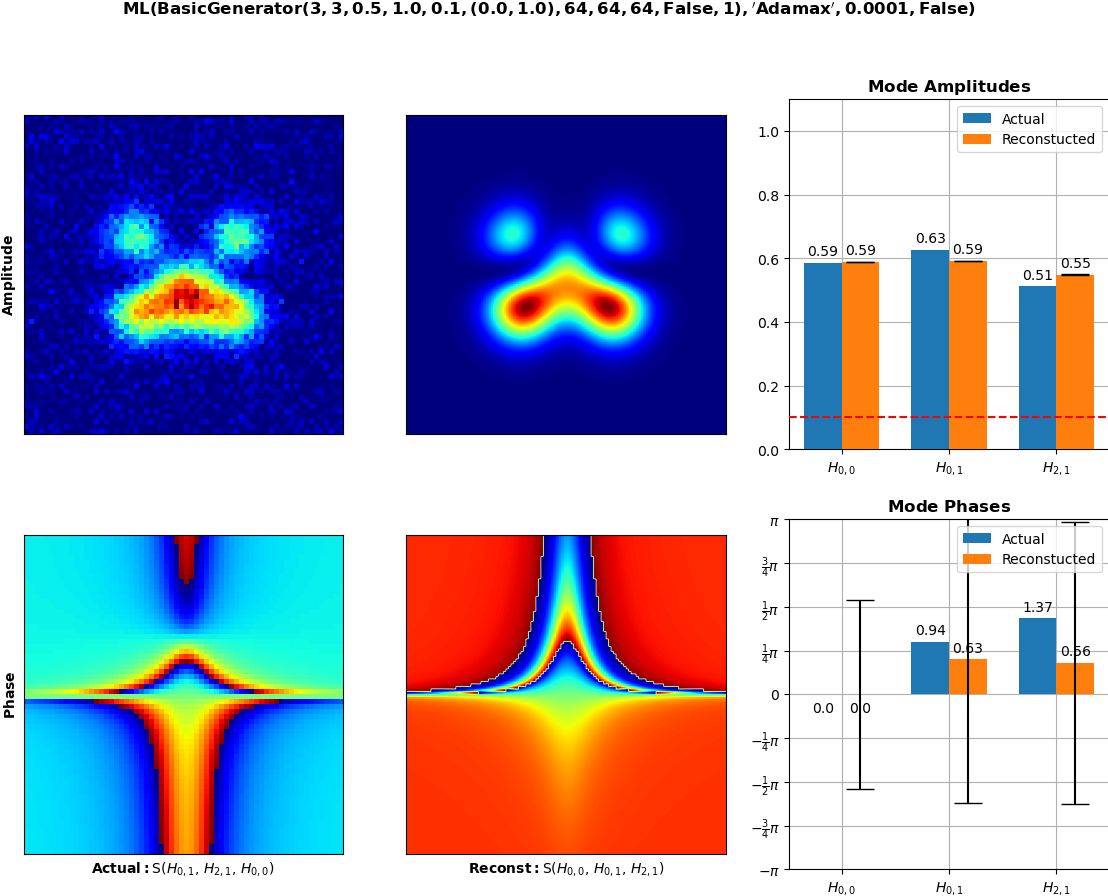 ML(BasicGenerator(3, 3, 0.5, 1.0, 0.1, (0.0, 1.0), 64, 64, 64, False, 1), ′Adamax′, 0.0001, False)
Amplitude
Mode Amplitudes
Actual
Reconstucted
1.0
0.8
0.6
0.4
0.2
0.0
0.59 0.59
0.63
0.59
0.51
0.55
H0,0 H0,1 H2,1
Phase
Actual: S(H0,1, H2,1, H0,0)
Reconst: S(H0,0, H0,1, H2,1)
Mode Phases
Actual
Reconstucted
π
3/4π
1/2π
1/4π
0
−1/4π
−1/2π
−3/4π
−π
0.0 0.0
0.94
0.63
1.37
0.56
H0,0 H0,1 H2,1